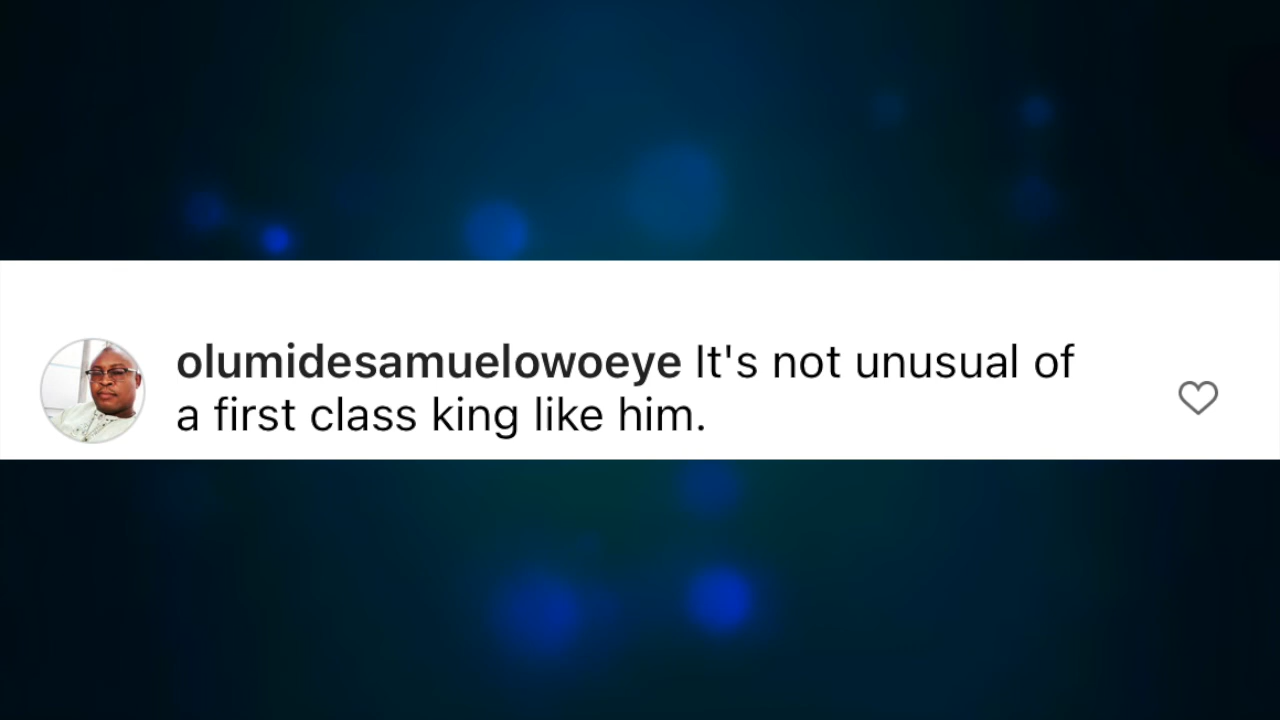 olumidesamuelowoeye It's not unusual of
a first class king like him.